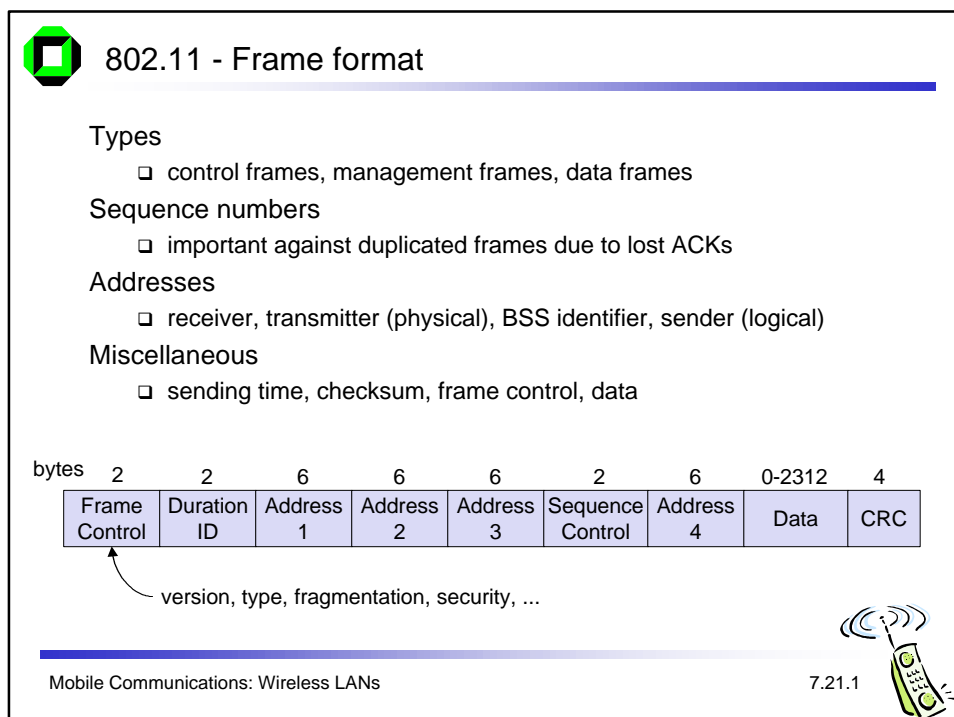 802.11 - Frame format
Types
❑ control frames, management frames, data frames
Sequence numbers
❑ important against duplicated frames due to lost ACKs
Addresses
❑ receiver, transmitter (physical), BSS identifier, sender (logical)
Miscellaneous
❑ sending time, checksum, frame control, data
bytes 2 2 6 6 6 2 6 0-2312 4
Frame Duration Address Address Address Sequence Address Data CRC
Control ID 1 2 3 Control 4
version, type, fragmentation, security, ...
Mobile Communications: Wireless LANs 7.21.1